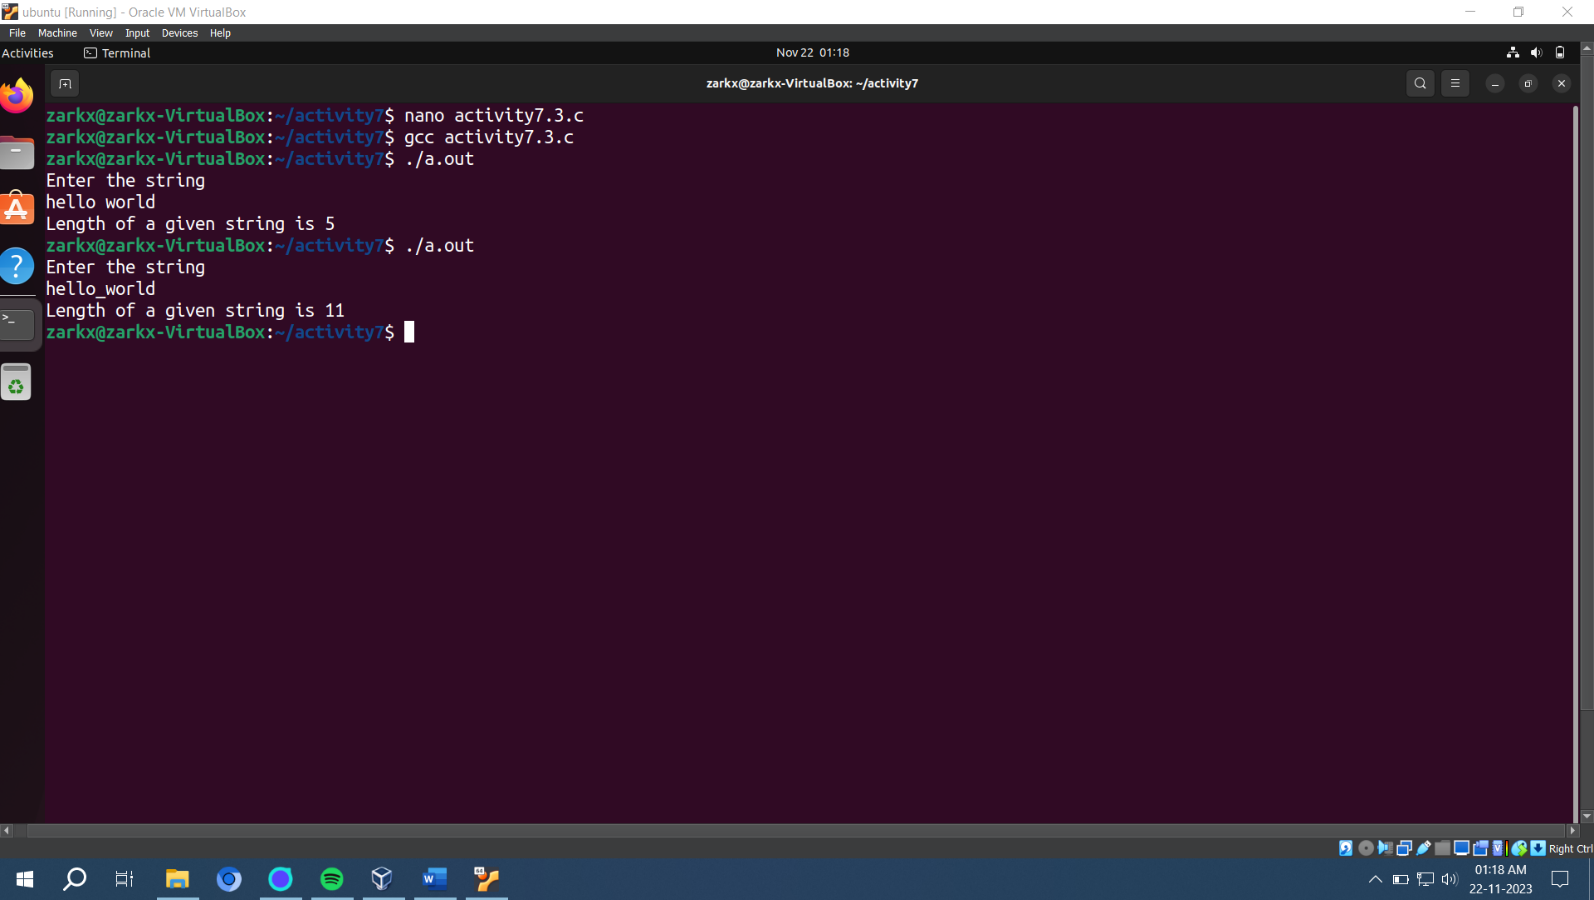 ubuntu [Running] - Oracle VM VirtualBox
File Machine View Input Devices Help
Activities Terminal Nov 22 01:18
zarkx@zarkx-VirtualBox: ~/activity7
zarkx@zarkx-VirtualBox:~/activity7$ nano activity7.3.c
zarkx@zarkx-VirtualBox:~/activity7$ gcc activity7.3.c
zarkx@zarkx-VirtualBox:~/activity7$ ./a.out
Enter the string
hello world
Length of a given string is 5
zarkx@zarkx-VirtualBox:~/activity7$ ./a.out
Enter the string
hello_world
Length of a given string is 11
zarkx@zarkx-VirtualBox:~/activity7$
Right Ctrl
01:18 AM
22-11-2023